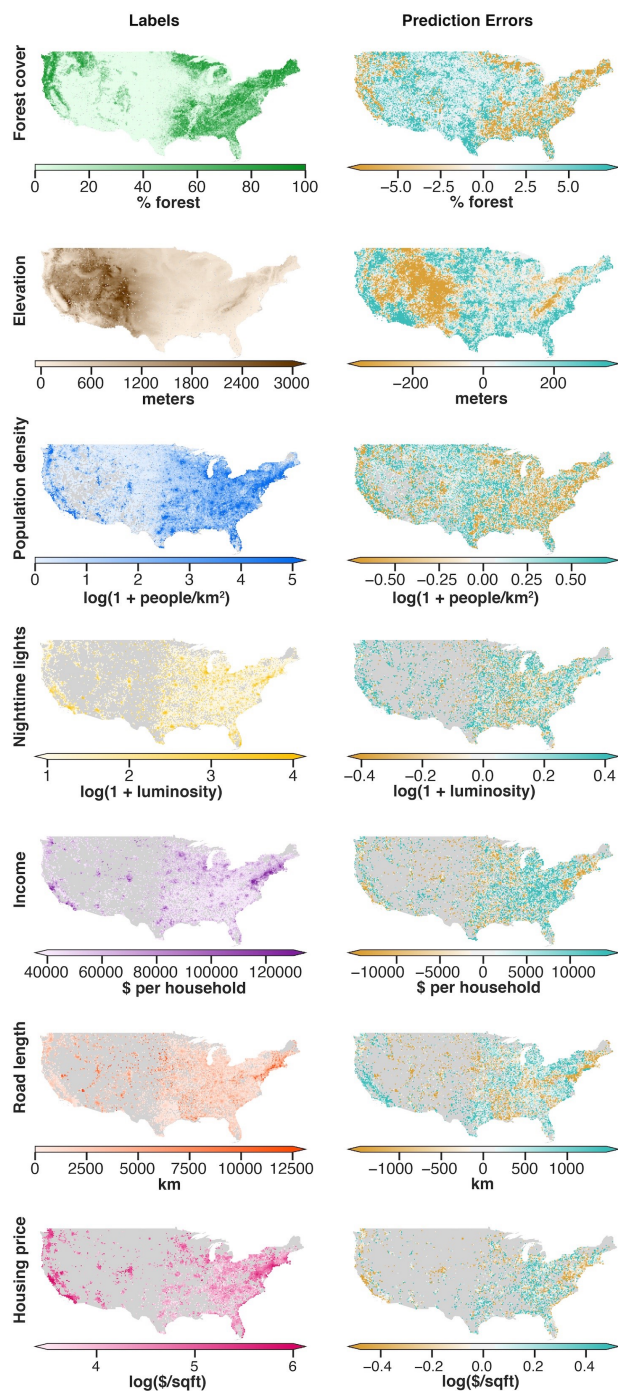 Labels
Prediction Errors
Forest cover
0 20 40 60 80 100
% forest
−5.0 −2.5 0.0 2.5 5.0
% forest
Elevation
0 600 1200 1800 2400 3000
meters
−200 0 200
meters
Population density
0 1 2 3 4 5
log(1 + people/km²)
−0.50 −0.25 0.00 0.25 0.50
log(1 + people/km²)
Nighttime lights
1 2 3 4
log(1 + luminosity)
−0.4 −0.2 0.0 0.2 0.4
log(1 + luminosity)
Income
40000 60000 80000 100000 120000
$ per household
−10000 −5000 0 5000 10000
$ per household
Road length
0 2500 5000 7500 10000 12500
km
−1000 −500 0 500 1000
km
Housing price
4 5 6
log($/sqft)
−0.4 −0.2 0.0 0.2 0.4
log($/sqft)